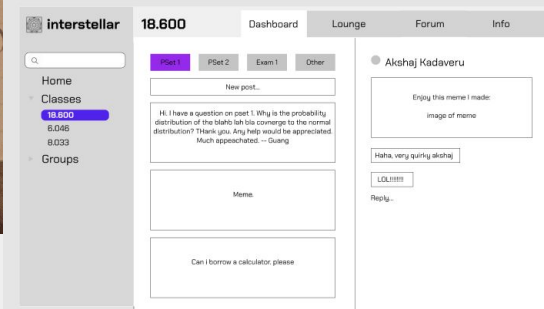 interstellar
18.600
Dashboard
Lounge
Forum
Info
Home
Classes
18.600
6.046
8.033
Groups
PSet 1
PSet 2
Exam 1
Other
New post...
Hi. I have a question on pset 1. Why is the probability
distribution of the blahb lah bla covnerge to the normal
distribution? THank you. Any help would be appreciated.
Much appeachated. -- Guang
Meme.
Can i borrow a calculator, please
Akshaj Kadaveru
Enjoy this meme I made:
image of meme
Haha, very quirky akshaj
LOL!!!!!!!
Reply...